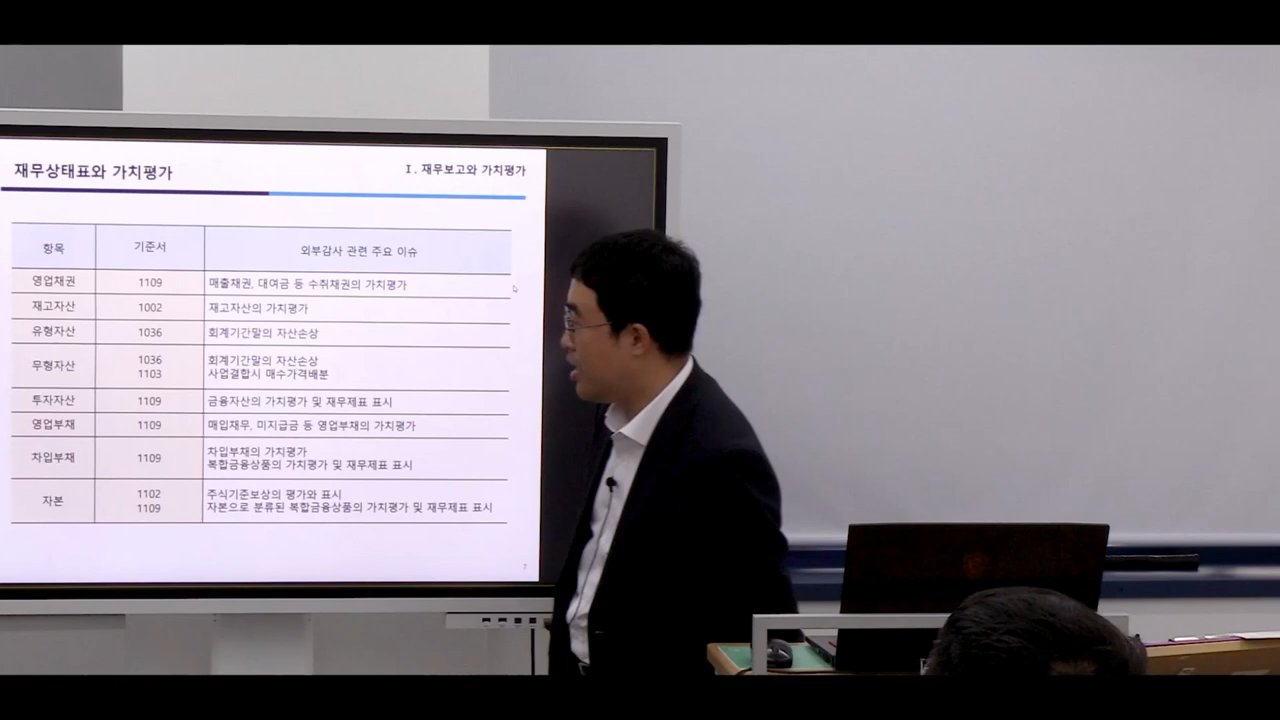 재무상태표와 가치평가
Ⅰ. 재무보고와 가치평가
항목 기준서 외부감사 관련 주요 이슈
영업채권 1109 매출채권, 대여금 등 수취채권의 가치평가
재고자산 1002 재고자산의 가치평가
유형자산 1036 회계기간말의 자산손상
무형자산 1036 회계기간말의 자산손상
1103 사업결합시 매수가격배분
투자자산 1109 금융자산의 가치평가 및 재무제표 표시
영업부채 1109 매입채무, 미지급금 등 영업부채의 가치평가
차입부채 1109 차입부채의 가치평가
복합금융상품의 가치평가 및 재무제표 표시
자본 1102 주식기준보상의 평가와 표시
1109 자본으로 분류된 복합금융상품의 가치평가 및 재무제표 표시
7